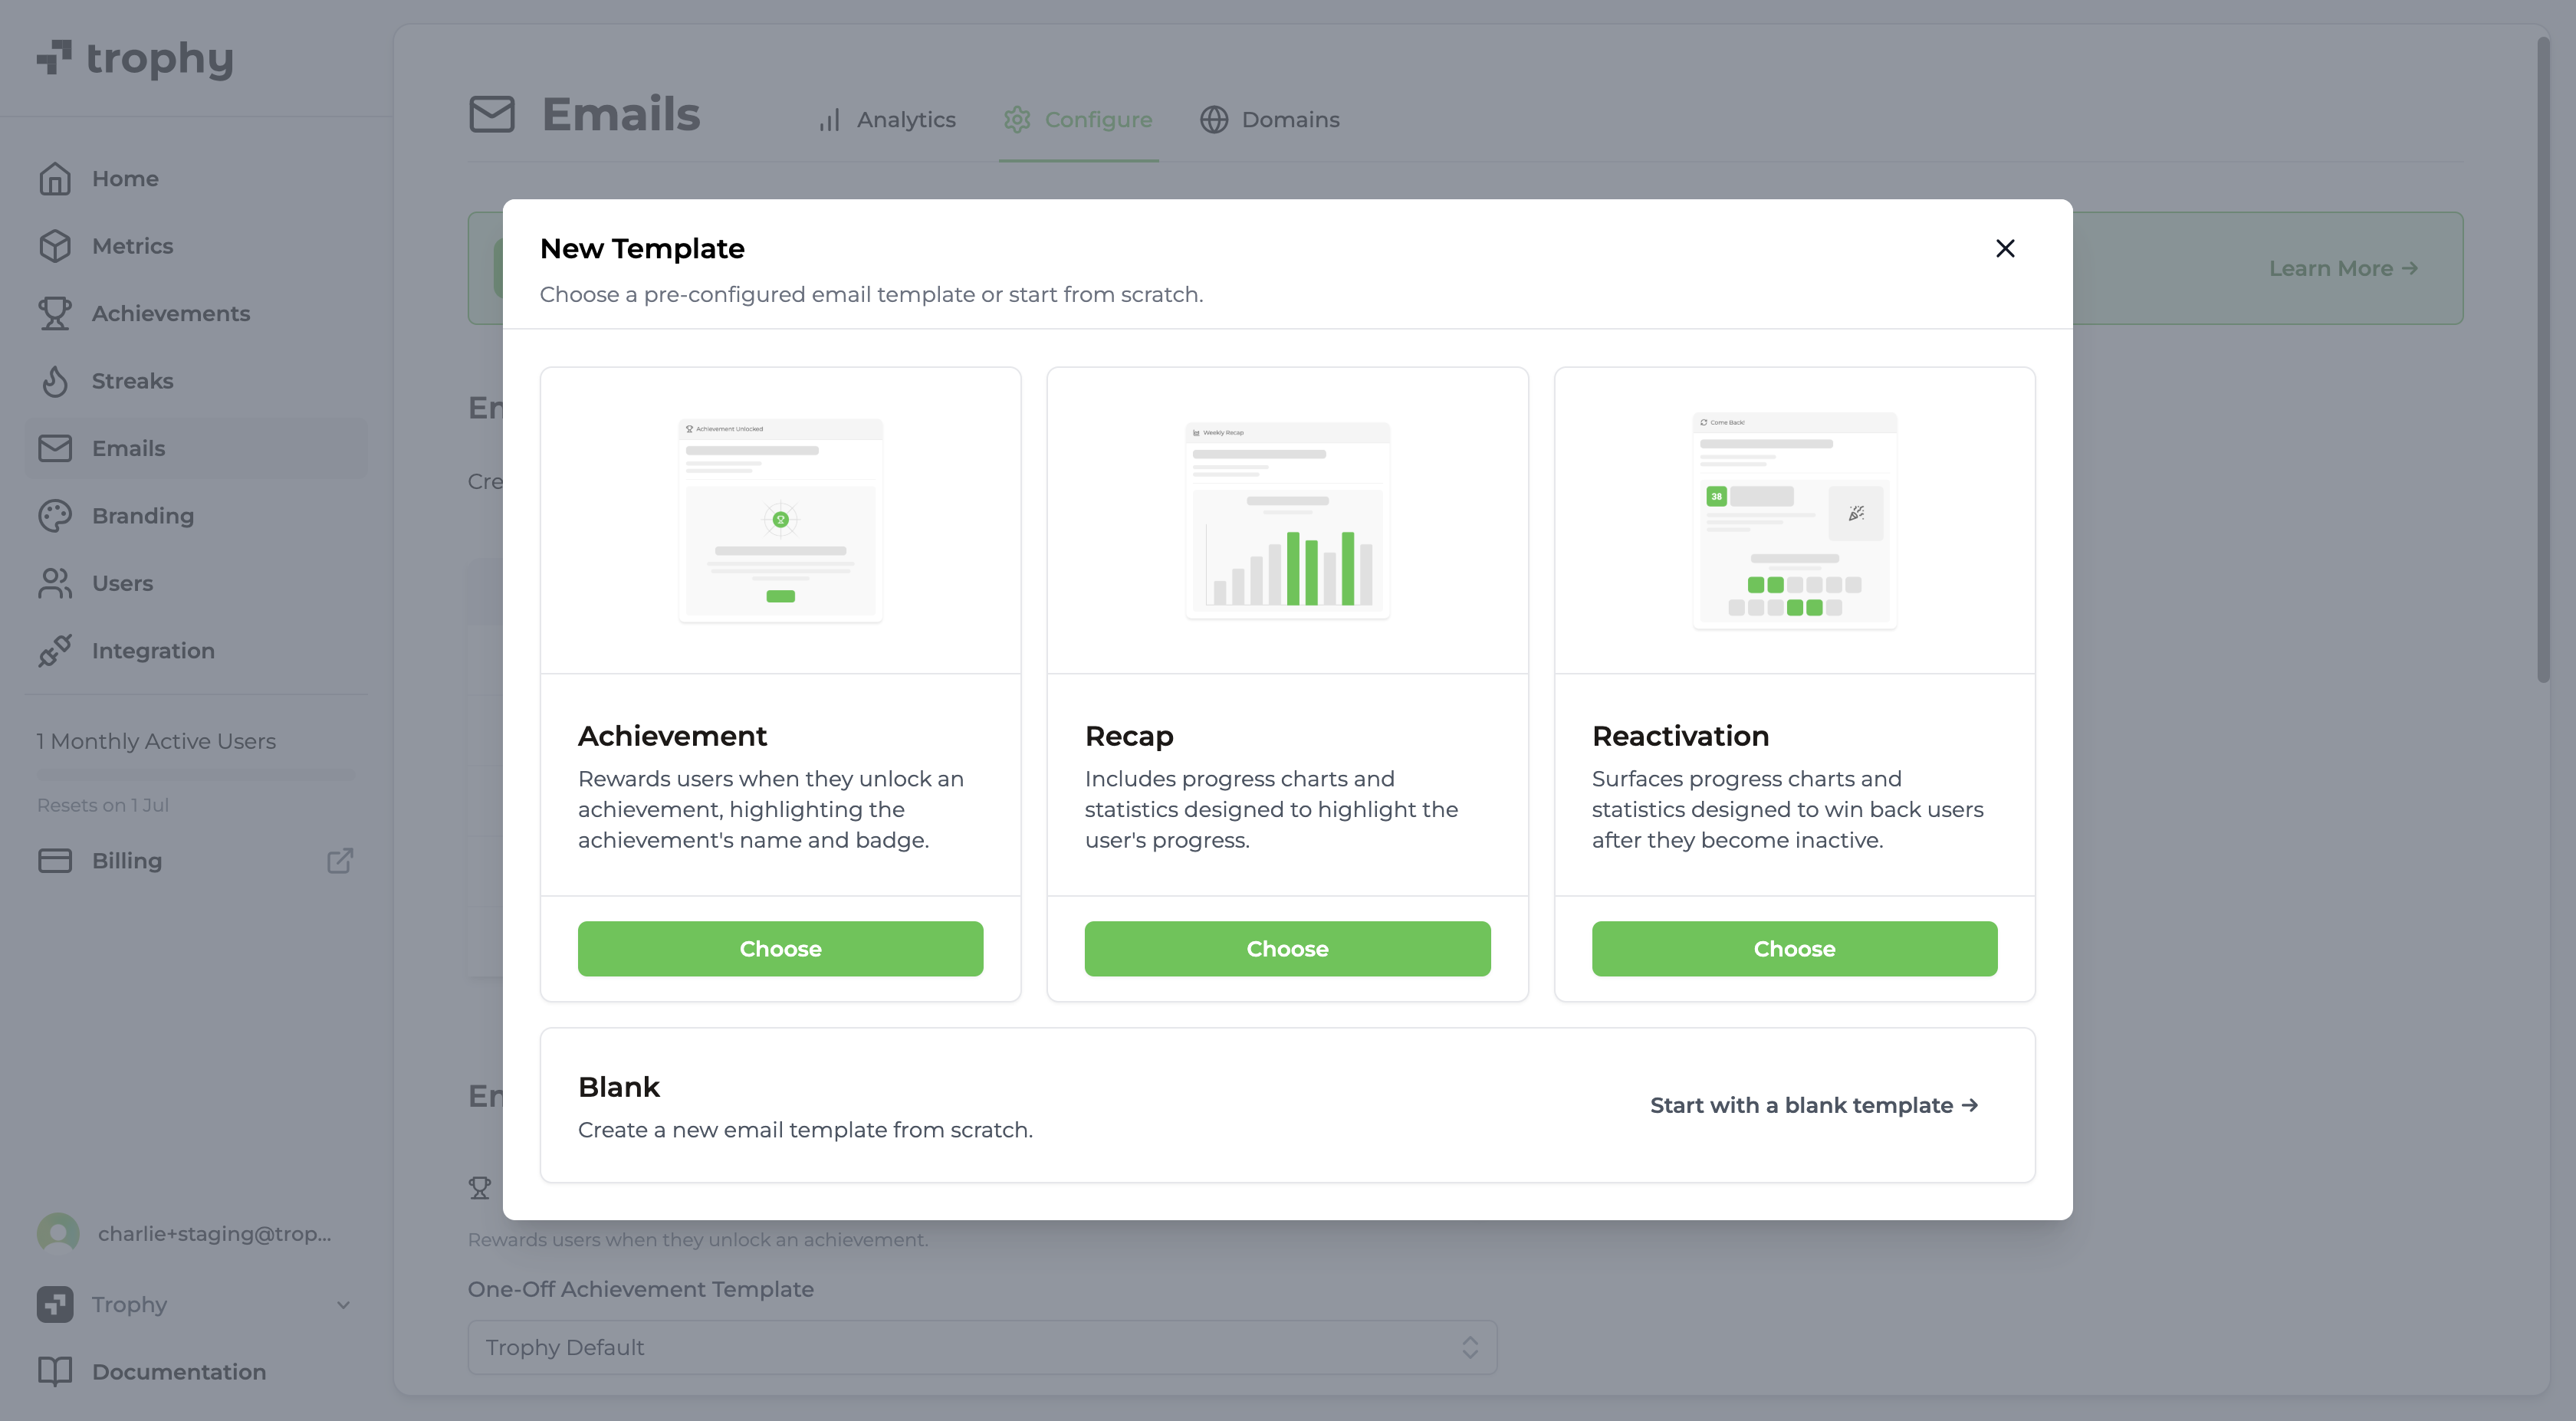 trophy
Home
Metrics
Achievements
Streaks
Emails
Branding
Users
Integration
1 Monthly Active Users
Resets on 1 Jul
Billing
charlie+staging@trop...
Trophy
Documentation
Emails
Analytics
Configure
Domains
Learn More →
New Template
Choose a pre-configured email template or start from scratch.
Achievement Unlocked
Achievement
Rewards users when they unlock an
achievement, highlighting the
achievement's name and badge.
Choose
Weekly Recap
Recap
Includes progress charts and
statistics designed to highlight the
user's progress.
Choose
Come Back!
38
Reactivation
Surfaces progress charts and
statistics designed to win back users
after they become inactive.
Choose
Blank
Create a new email template from scratch.
Start with a blank template →
Rewards users when they unlock an achievement.
One-Off Achievement Template
Trophy Default